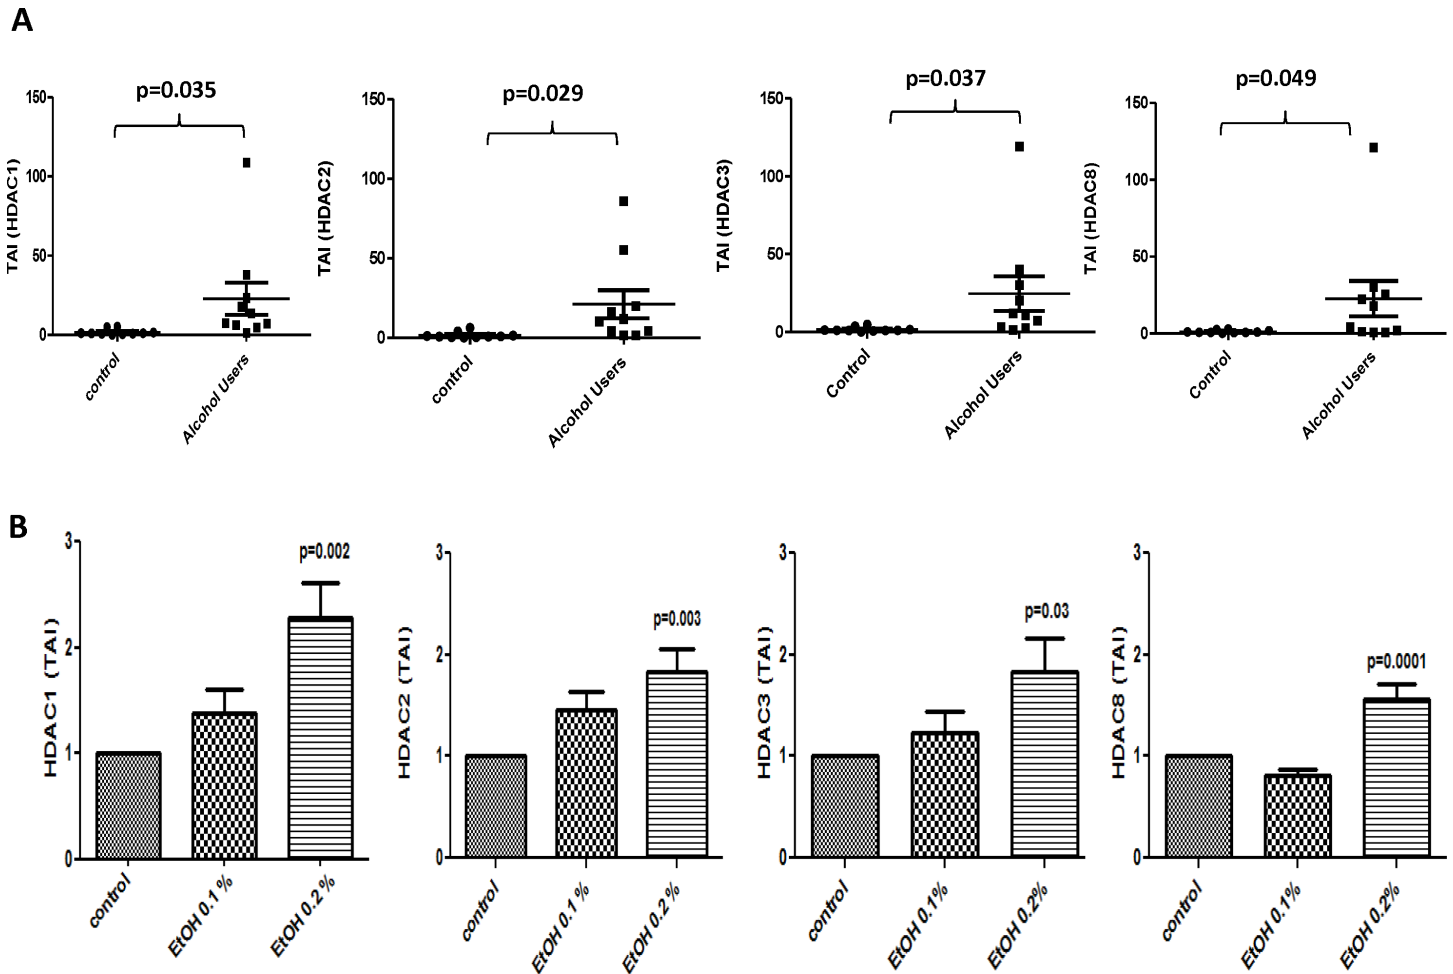 A
p=0.035
150
100
50
0
TAI (HDAC1)
control
Alcohol Users
p=0.029
150
100
50
0
TAI (HDAC2)
control
Alcohol Users
p=0.037
150
100
50
0
TAI (HDAC3)
Control
Alcohol Users
p=0.049
150
100
50
0
TAI (HDAC8)
Control
Alcohol Users
B
3
2
1
0
HDAC1 (TAI)
p=0.002
control
EtOH 0.1%
EtOH 0.2%
3
2
1
0
HDAC2 (TAI)
p=0.003
control
EtOH 0.1%
EtOH 0.2%
3
2
1
0
HDAC3 (TAI)
p=0.03
control
EtOH 0.1%
EtOH 0.2%
3
2
1
0
HDAC8 (TAI)
p=0.0001
control
EtOH 0.1%
EtOH 0.2%